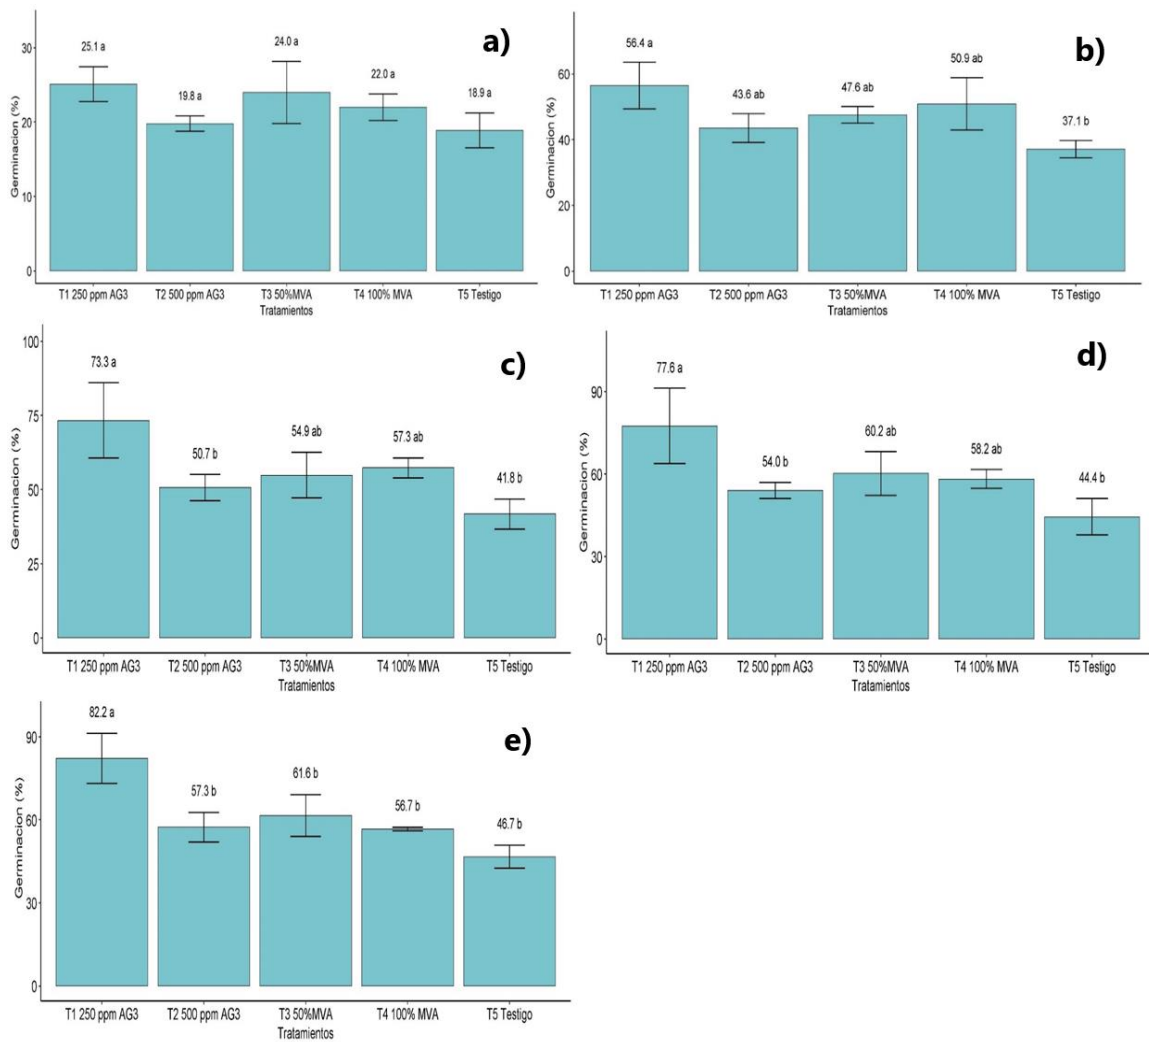 a)
Germinacion (%)
30
20
10
0
25.1 a
19.8 a
24.0 a
22.0 a
18.9 a
T1 250 ppm AG3
T2 500 ppm AG3
T3 50%MVA
T4 100% MVA
T5 Testigo
Tratamientos
b)
Germinacion (%)
60
40
20
0
56.4 a
43.6 ab
47.6 ab
50.9 ab
37.1 b
T1 250 ppm AG3
T2 500 ppm AG3
T3 50%MVA
T4 100% MVA
T5 Testigo
Tratamientos
c)
Germinacion (%)
100
75
50
25
0
73.3 a
50.7 b
54.9 ab
57.3 ab
41.8 b
T1 250 ppm AG3
T2 500 ppm AG3
T3 50%MVA
T4 100% MVA
T5 Testigo
Tratamientos
d)
Germinacion (%)
90
60
30
0
77.6 a
54.0 b
60.2 ab
58.2 ab
44.4 b
T1 250 ppm AG3
T2 500 ppm AG3
T3 50%MVA
T4 100% MVA
T5 Testigo
Tratamientos
e)
Germinacion (%)
90
60
30
0
82.2 a
57.3 b
61.6 b
56.7 b
46.7 b
T1 250 ppm AG3
T2 500 ppm AG3
T3 50%MVA
T4 100% MVA
T5 Testigo
Tratamientos